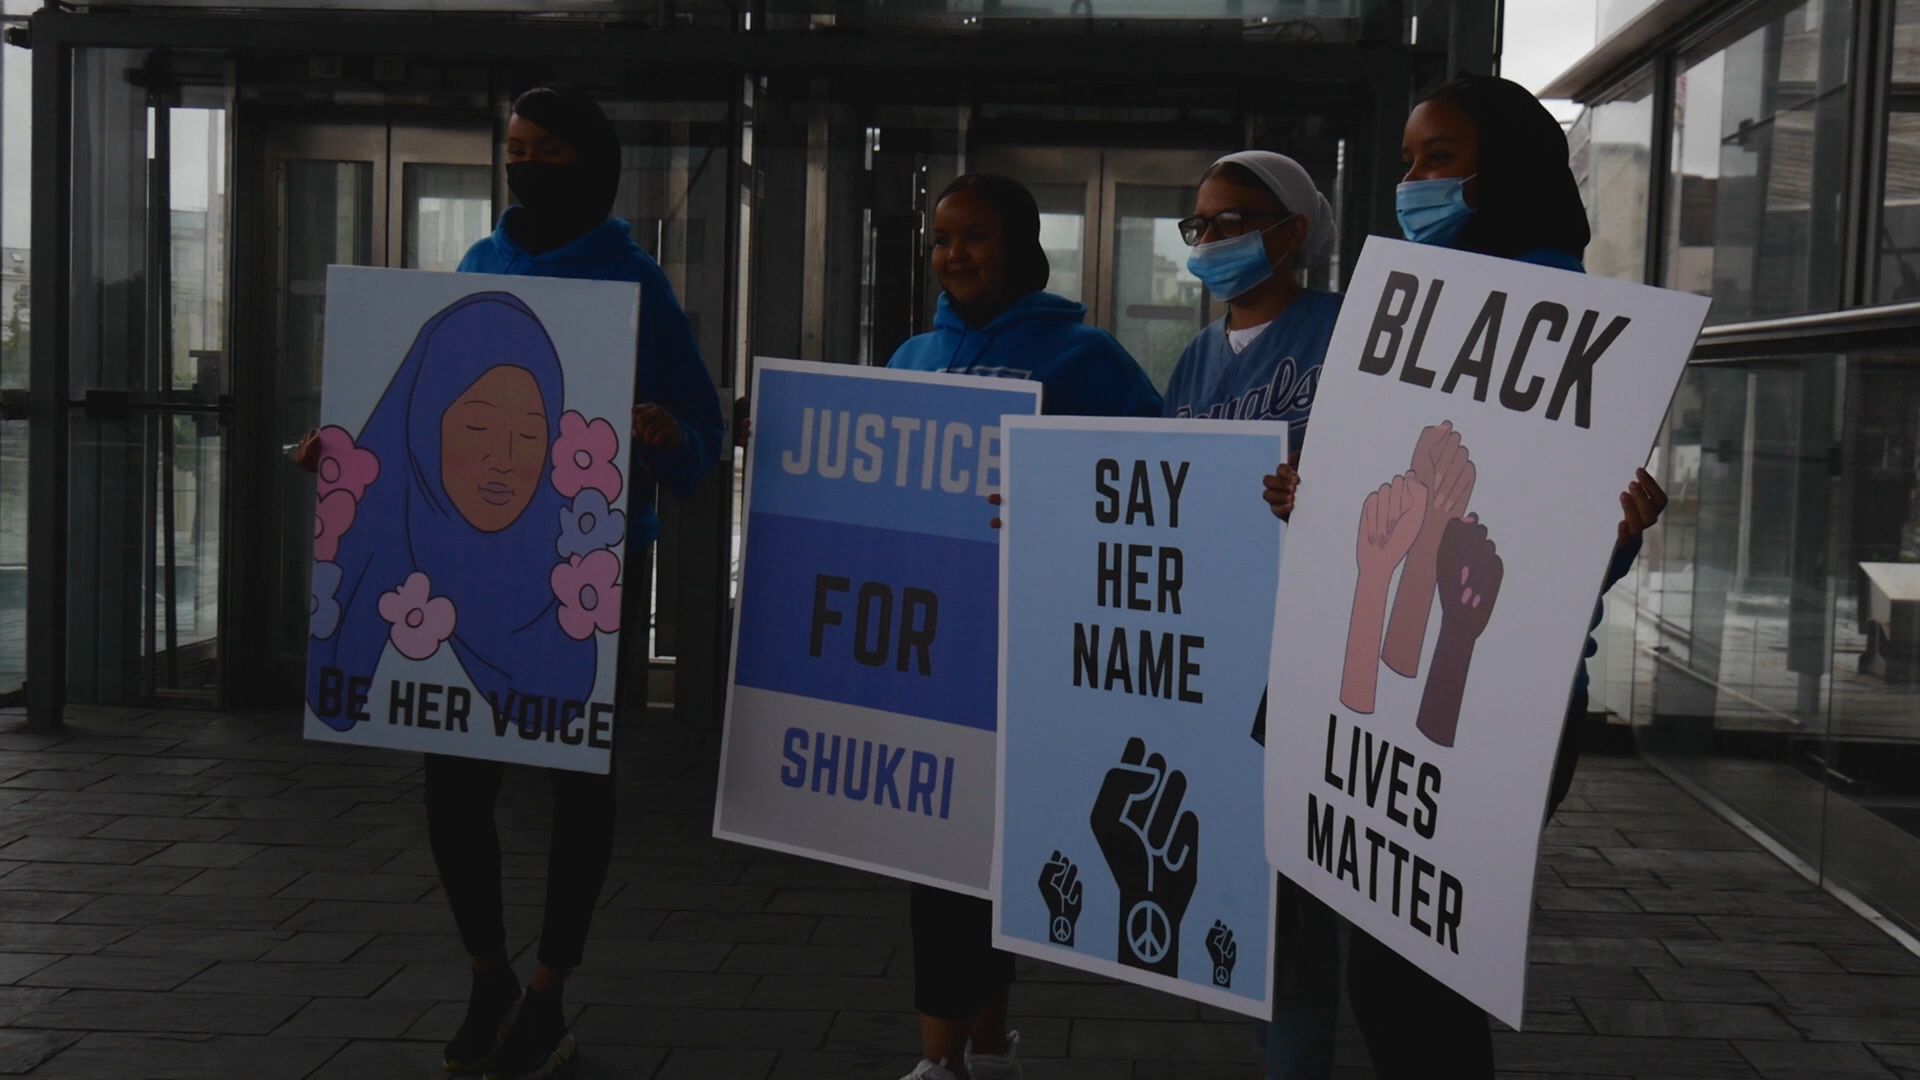 BE HER VOICE
JUSTICE
FOR
SHUKRI
SAY
HER
NAME
BLACK
LIVES
MATTER